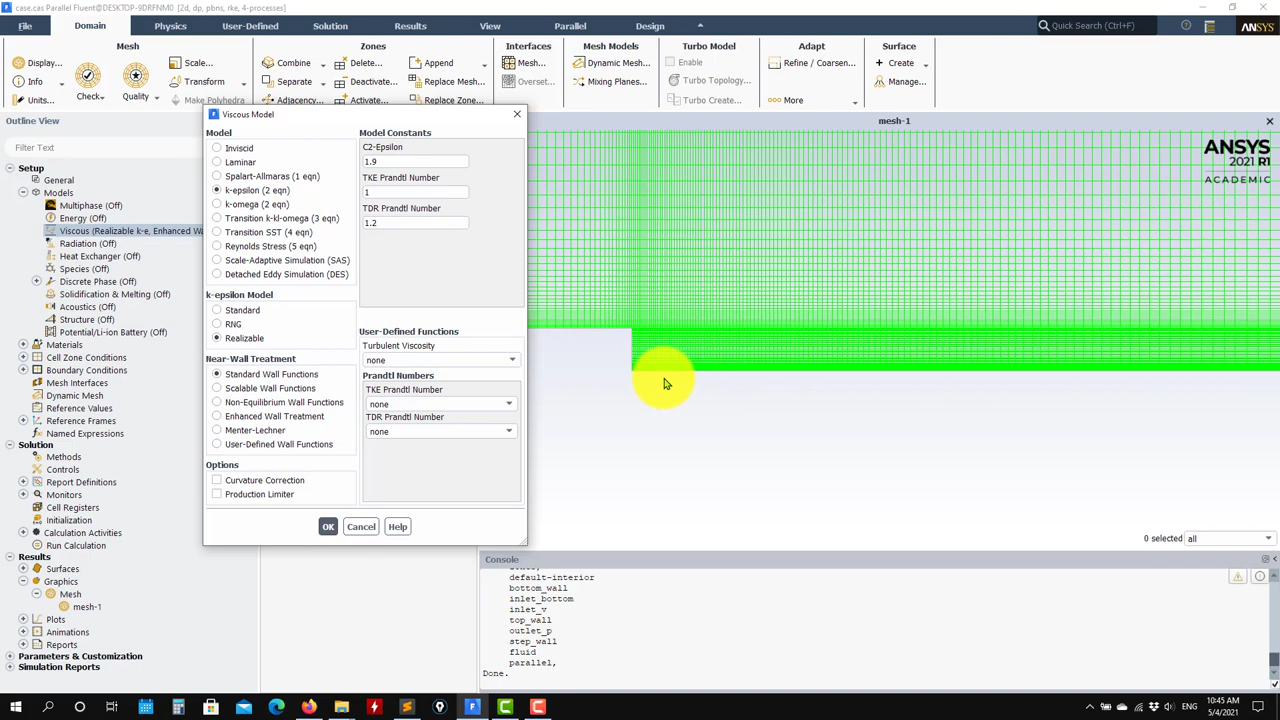 case.cas Parallel Fluent@DESKTOP-9DRFNM0 [2d, dp, pbns, rke, 4-processes]
File Domain Physics User-Defined Solution Results View Parallel Design Quick Search (Ctrl+F) ANSYS
Mesh Zones Interfaces Mesh Models Turbo Model Adapt Surface
Display... Scale... Combine Delete... Append Mesh... Dynamic Mesh... Enable Refine / Coarsen... Create
Info Check Quality Transform Separate Deactivate... Replace Mesh... Overset... Mixing Planes... Turbo Topology... Manage...
Units... Make Polyhedra Adjacency... Activate... Replace Zone... Turbo Create... More
Outline View
Filter Text
Setup
General
Models
Multiphase (Off)
Energy (Off)
Viscous (Realizable k-e, Enhanced Wa
Radiation (Off)
Heat Exchanger (Off)
Species (Off)
Discrete Phase (Off)
Solidification & Melting (Off)
Acoustics (Off)
Structure (Off)
Potential/Li-ion Battery (Off)
Materials
Cell Zone Conditions
Boundary Conditions
Mesh Interfaces
Dynamic Mesh
Reference Values
Reference Frames
Named Expressions
Solution
Methods
Controls
Report Definitions
Monitors
Cell Registers
Initialization
Calculation Activities
Run Calculation
Results
Surfaces
Graphics
Mesh
mesh-1
Plots
Animations
Reports
Parameters & Customization
Simulation Reports
Viscous Model
Model
Inviscid
Laminar
Spalart-Allmaras (1 eqn)
k-epsilon (2 eqn)
k-omega (2 eqn)
Transition k-kl-omega (3 eqn)
Transition SST (4 eqn)
Reynolds Stress (5 eqn)
Scale-Adaptive Simulation (SAS)
Detached Eddy Simulation (DES)
k-epsilon Model
Standard
RNG
Realizable
Near-Wall Treatment
Standard Wall Functions
Scalable Wall Functions
Non-Equilibrium Wall Functions
Enhanced Wall Treatment
Menter-Lechner
User-Defined Wall Functions
Options
Curvature Correction
Production Limiter
Model Constants
C2-Epsilon
1.9
TKE Prandtl Number
1
TDR Prandtl Number
1.2
User-Defined Functions
Turbulent Viscosity
none
Prandtl Numbers
TKE Prandtl Number
none
TDR Prandtl Number
none
OK Cancel Help
mesh-1
ANSYS
2021 R1
ACADEMIC
0 selected all
Console
default-interior
bottom_wall
inlet_bottom
inlet_v
top_wall
outlet_p
step_wall
fluid
parallel,
Done.
ENG
10:45 AM
5/4/2021